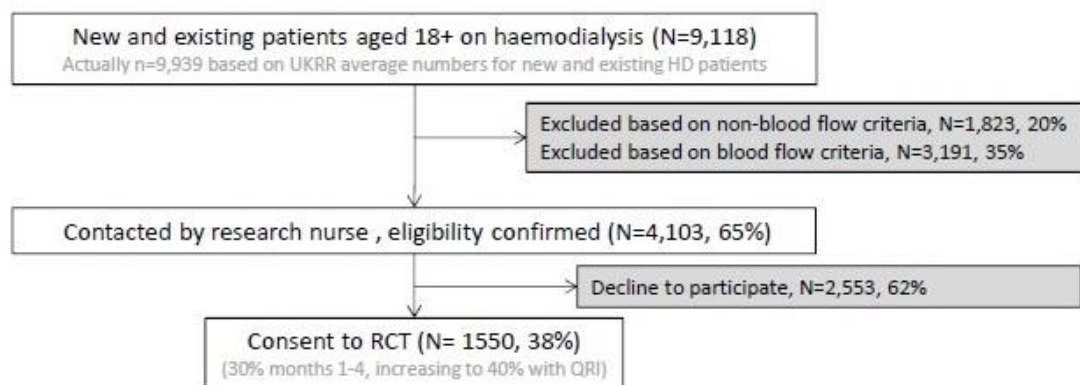 New and existing patients aged 18+ on haemodialysis (N=9,118)
Actually n=9,939 based on UKRR average numbers for new and existing HD patients
Excluded based on non-blood flow criteria, N=1,823, 20%
Excluded based on blood flow criteria, N=3,191, 35%
Contacted by research nurse , eligibility confirmed (N=4,103, 65%)
Decline to participate, N=2,553, 62%
Consent to RCT (N= 1550, 38%)
(30% months 1-4, increasing to 40% with QRI)